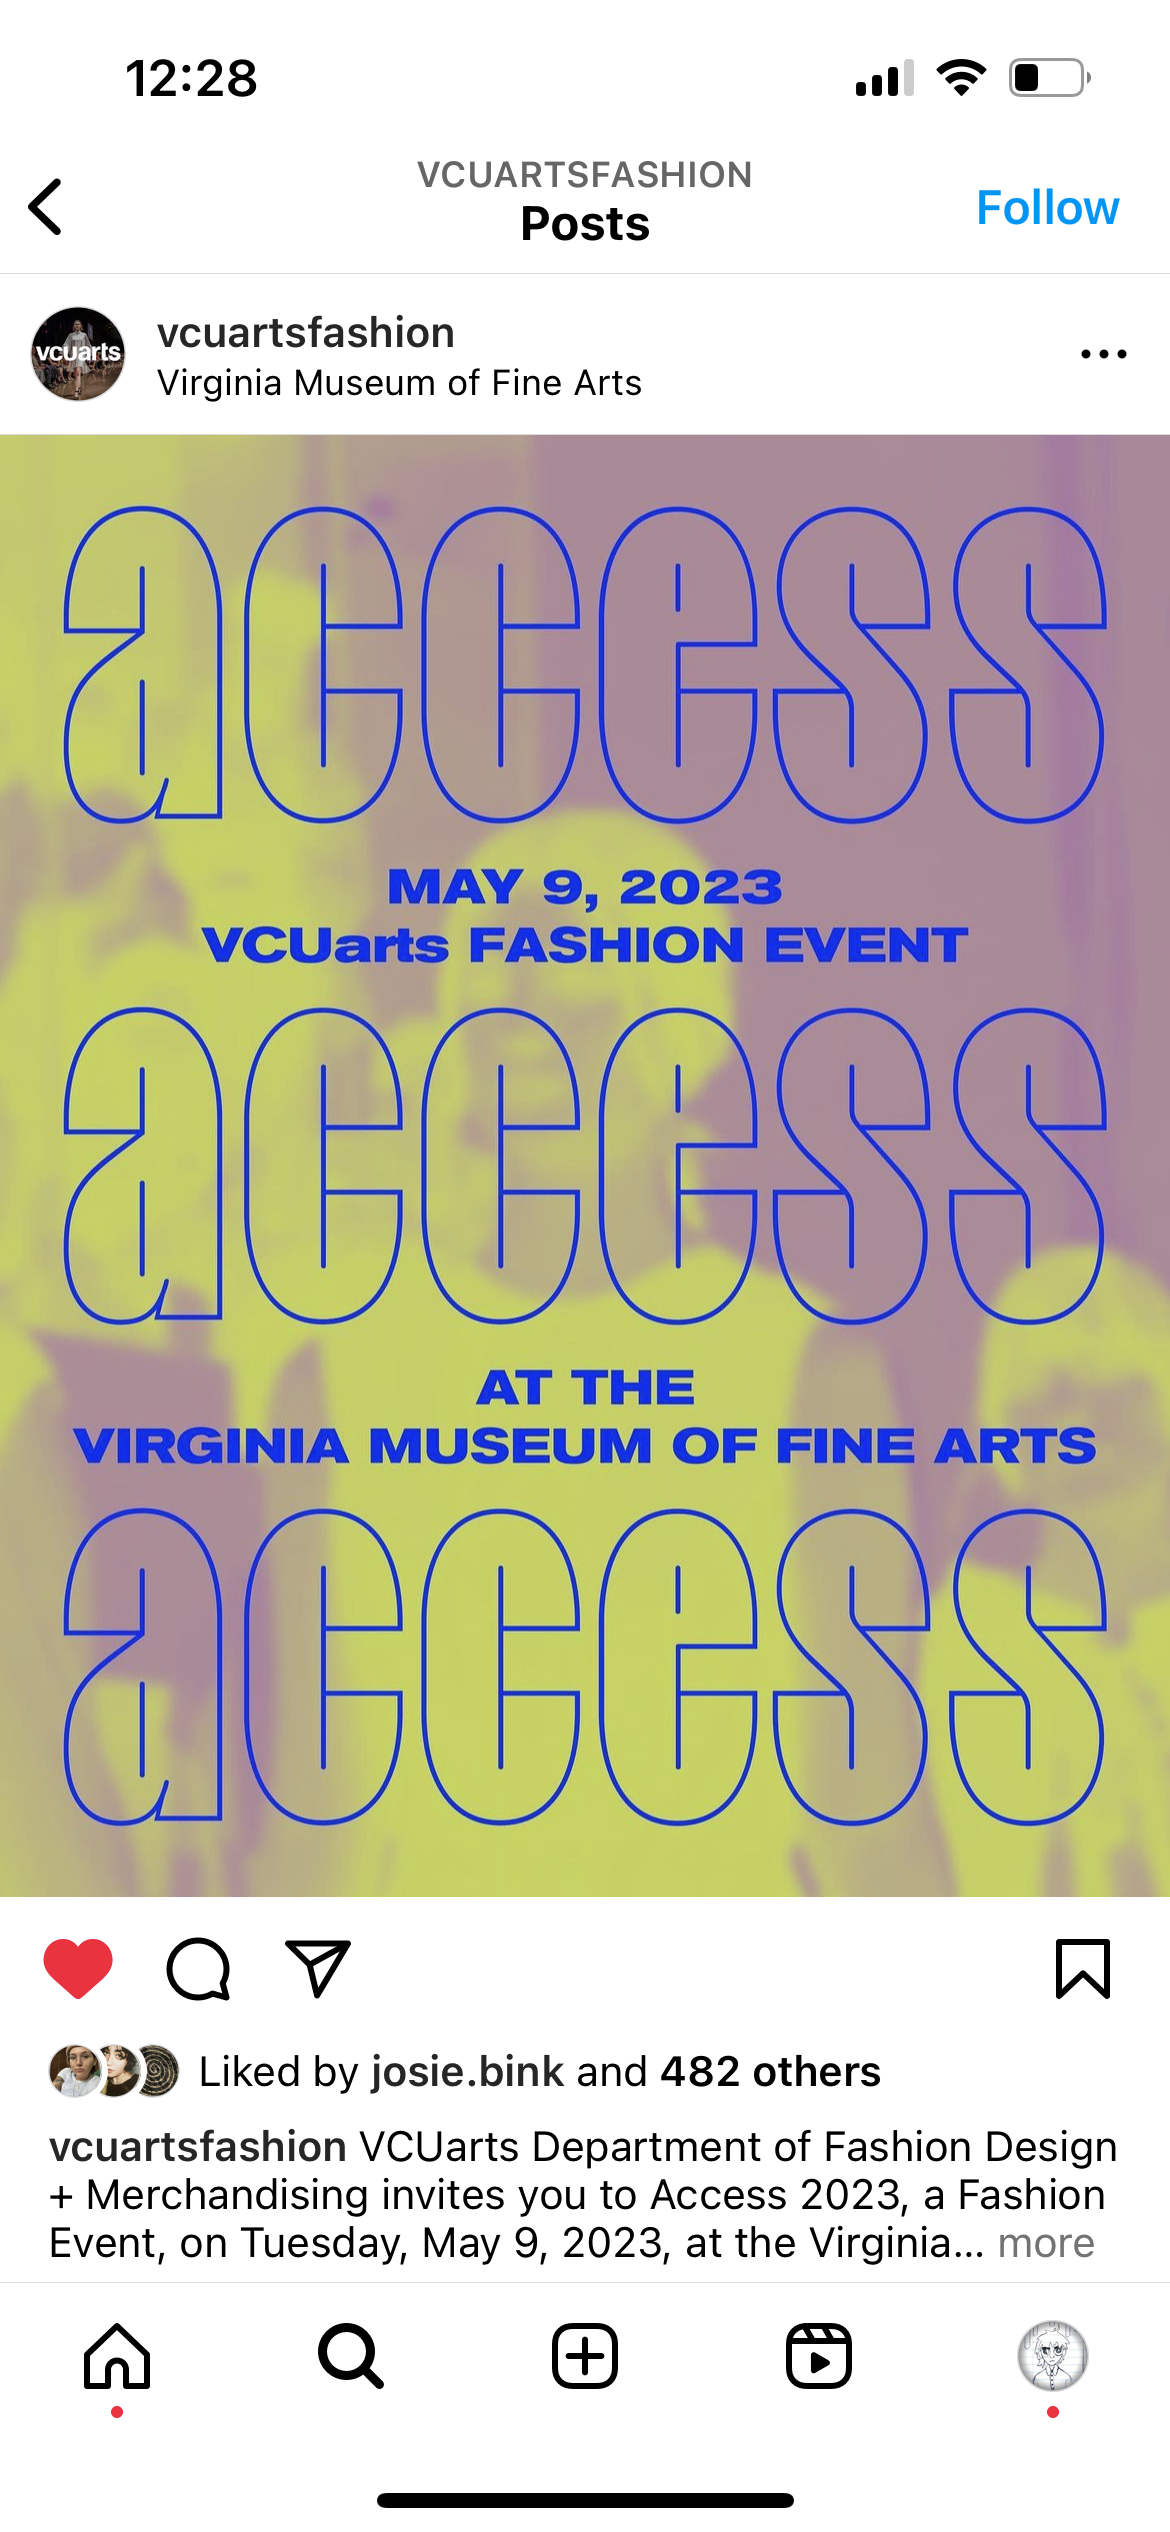 12:28
VCUARTSFASHION
Posts
Follow
vcuarts
vcuartsfashion
Virginia Museum of Fine Arts
access
MAY 9, 2023
VCUarts FASHION EVENT
access
AT THE
VIRGINIA MUSEUM OF FINE ARTS
access
Liked by josie.bink and 482 others
vcuartsfashion VCUarts Department of Fashion Design
+ Merchandising invites you to Access 2023, a Fashion
Event, on Tuesday, May 9, 2023, at the Virginia... more